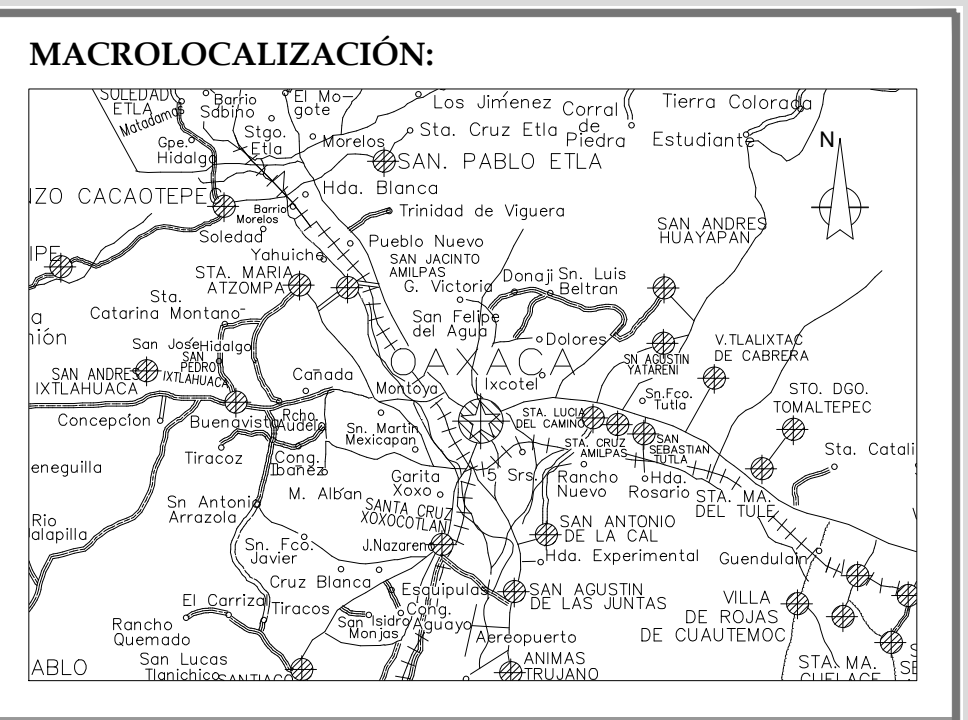 MACROLOCALIZACIÓN:
SOLEDAD
ETLA
Matadamas
Barrio
Sabino
El Mo-
gote
Los Jimenez
Corral
de
Piedra
Tierra Colorada
Estudiante
N
Stgo.
Etla
Sta. Cruz Etla
Morelos
Gpe.
Hidalgo
SAN. PABLO ETLA
NZO CACAOTEPEC
Hda. Blanca
Barrio
Morelos
Trinidad de Viguera
SAN ANDRES
HUAYAPAN
Soledad
Yahuiche
Pueblo Nuevo
IPE
STA. MARIA
ATZOMPA
SAN JACINTO
AMILPAS
G. Victoria
Donaji
Sn. Luis
Beltran
Sta.
Catarina Montano
a
nión
San Felipe
del Agua
Dolores
V.TLALIXTAC
DE CABRERA
San José
Hidalgo
SAN
PEDRO
IXTLAHUACA
OAXACA
SN AGUSTIN
YATARENI
SAN ANDRES
IXTLAHUACA
Cañada
Montoya
Ixcotel
Sn.Fco.
Tutla
STO. DGO.
TOMALTEPEC
Concepcion
Buenavista
Rcho.
Audelo
Sn. Martin
Mexicapan
STA. LUCIA
DEL CAMINO
STA. CRUZ
AMILPAS
SAN
SEBASTIAN
TUTLA
Sta. Catali
eneguilla
Tiracoz
Cong.
Ibanez
Garita
Xoxo
5 Srs.
Rancho
Nuevo
Hda.
Rosario
STA. MA.
DEL TULE
M. Alban
Sn Antonio
Arrazola
SANTA CRUZ
XOXOCOTLAN
Rio
Jalapilla
SAN ANTONIO
DE LA CAL
Sn. Fco.
Javier
J.Nazareno
Hda. Experimental
Guendulain
Cruz Blanca
Esquipulas
SAN AGUSTIN
DE LAS JUNTAS
VILLA
DE ROJAS
DE CUAUTEMOC
El Carrizal
Tiracos
Rancho
Quemado
San Isidro
Monjas
Cong.
Aguayo
Aereopuerto
ABLO
San Lucas
Tlanichico
SANTIAGO
ANIMAS
TRUJANO
STA. MA.